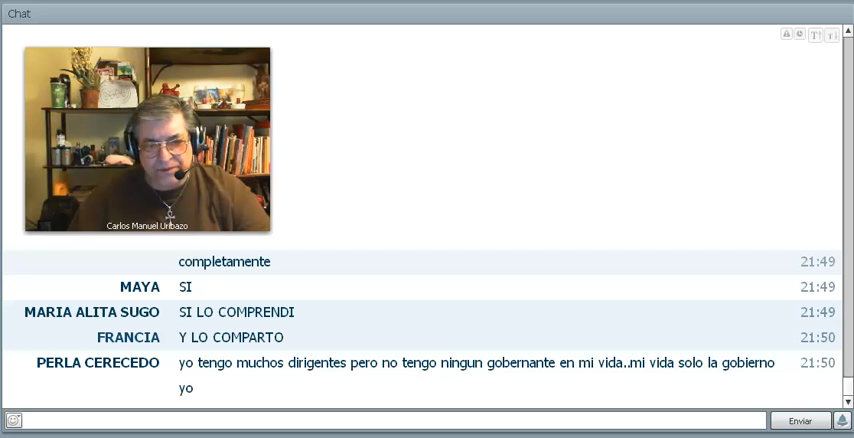 Chat
Carlos Manuel Uribazo
completamente 21:49
MAYA SI 21:49
MARIA ALITA SUGO SI LO COMPRENDI 21:49
FRANCIA Y LO COMPARTO 21:50
PERLA CERECEDO yo tengo muchos dirigentes pero no tengo ningun gobernante en mi vida..mi vida solo la gobierno 21:50
yo
Enviar